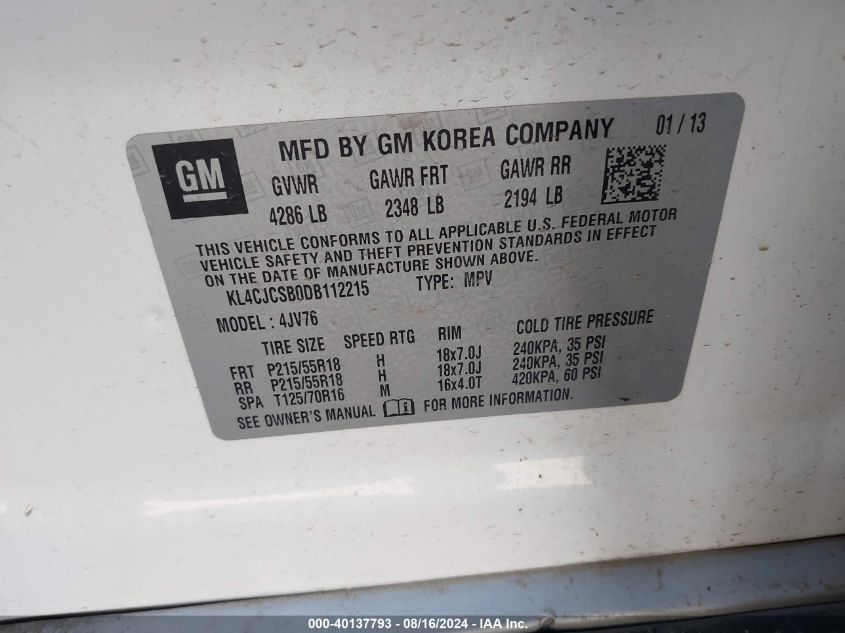 GM
MFD BY GM KOREA COMPANY 01 / 13
GVWR GAWR FRT GAWR RR
4286 LB 2348 LB 2194 LB
THIS VEHICLE CONFORMS TO ALL APPLICABLE U.S. FEDERAL MOTOR
VEHICLE SAFETY AND THEFT PREVENTION STANDARDS IN EFFECT
ON THE DATE OF MANUFACTURE SHOWN ABOVE.
KL4CJCSB0DB112215 TYPE: MPV
MODEL : 4JV76
TIRE SIZE SPEED RTG RIM COLD TIRE PRESSURE
FRT P215/55R18 H 18x7.0J 240KPA, 35 PSI
RR P215/55R18 H 18x7.0J 240KPA, 35 PSI
SPA T125/70R16 M 16x4.0T 420KPA, 60 PSI
SEE OWNER'S MANUAL i FOR MORE INFORMATION.
000-40137793 - 08/16/2024 - IAA Inc.